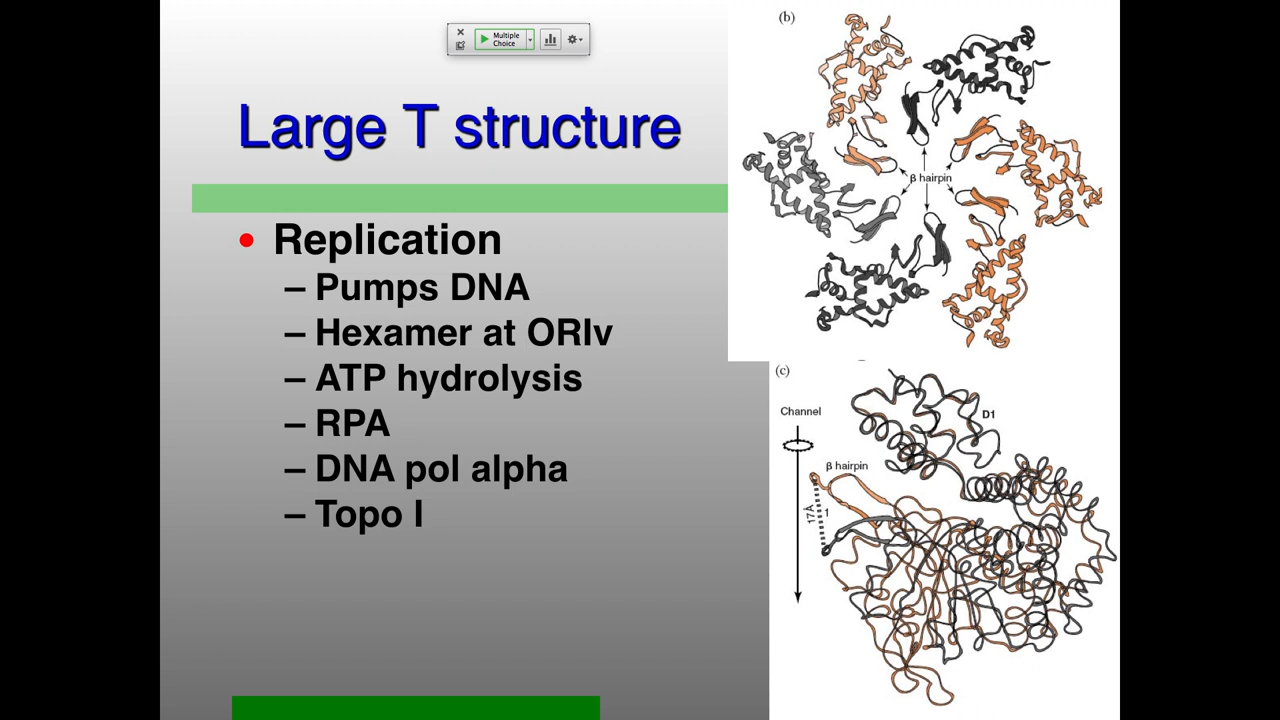 Multiple
Choice
Large T structure
• Replication
– Pumps DNA
– Hexamer at ORIv
– ATP hydrolysis
– RPA
– DNA pol alpha
– Topo I
(b)
β hairpin
(c)
Channel
D1
β hairpin
17Å
1